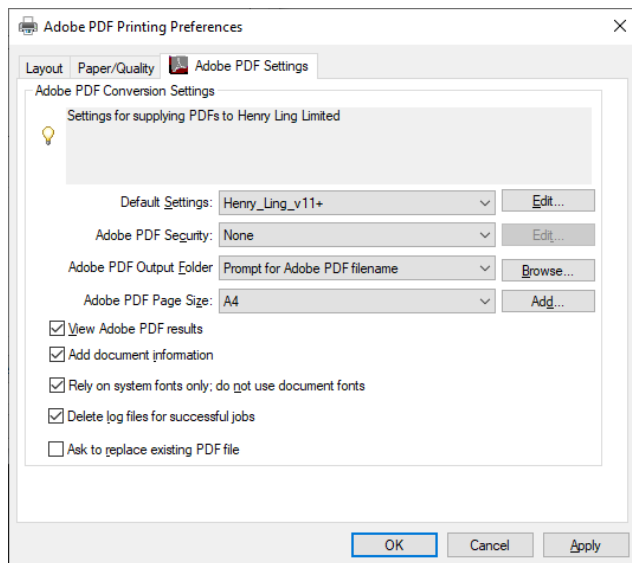 Adobe PDF Printing Preferences
Layout Paper/Quality Adobe PDF Settings
Adobe PDF Conversion Settings
Settings for supplying PDFs to Henry Ling Limited
Default Settings: Henry_Ling_v11+ Edit...
Adobe PDF Security: None Edit...
Adobe PDF Output Folder Prompt for Adobe PDF filename Browse...
Adobe PDF Page Size: A4 Add...
View Adobe PDF results
Add document information
Rely on system fonts only; do not use document fonts
Delete log files for successful jobs
Ask to replace existing PDF file
OK Cancel Apply